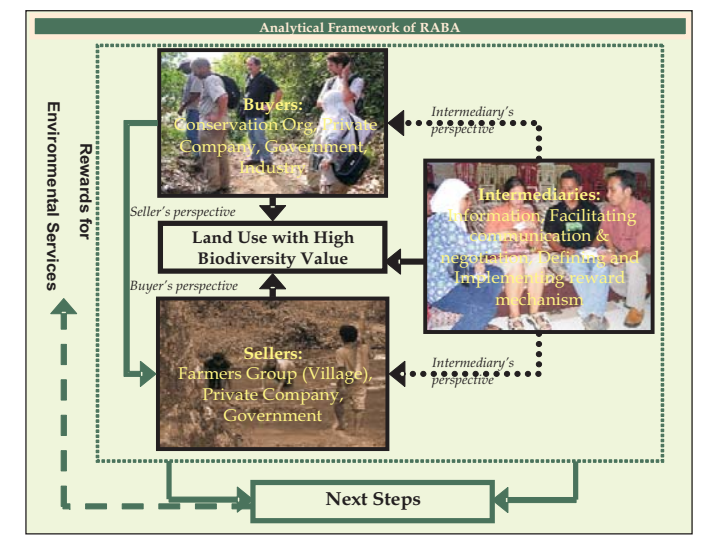 Analytical Framework of RABA
Rewards for
Environmental Services
Buyers:
Conservation Org, Private
Company, Government,
Industry
Intermediary's
perspective
Seller's perspective
Land Use with High
Biodiversity Value
Buyer's perspective
Intermediaries:
Information, Facilitating
communication &
negotiation, Defining and
Implementing reward
mechanism
Sellers:
Farmers Group (Village),
Private Company,
Government
Intermediary's
perspective
Next Steps